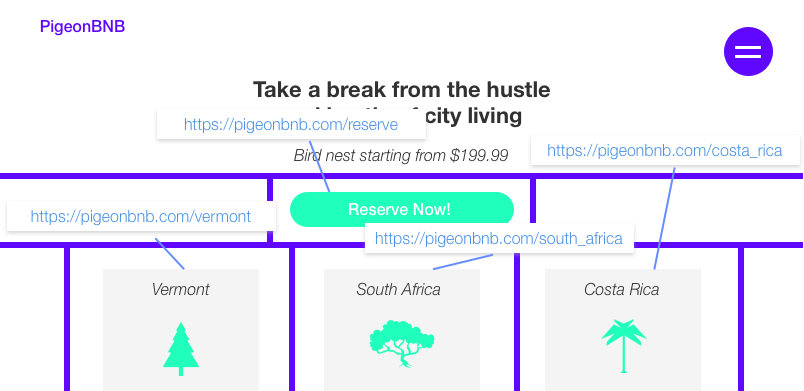 PigeonBNB
Take a break from the hustle
city living
https://pigeonbnb.com/reserve
https://pigeonbnb.com/costa_rica
Bird nest starting from $199.99
https://pigeonbnb.com/vermont
Reserve Now!
https://pigeonbnb.com/south_africa
Vermont
South Africa
Costa Rica